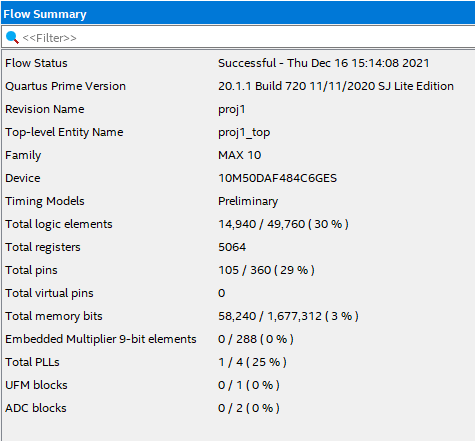 Flow Summary
<<Filter>>
Flow Status Successful - Thu Dec 16 15:14:08 2021
Quartus Prime Version 20.1.1 Build 720 11/11/2020 SJ Lite Edition
Revision Name proj1
Top-level Entity Name proj1_top
Family MAX 10
Device 10M50DAF484C6GES
Timing Models Preliminary
Total logic elements 14,940 / 49,760 ( 30 % )
Total registers 5064
Total pins 105 / 360 ( 29 % )
Total virtual pins 0
Total memory bits 58,240 / 1,677,312 ( 3 % )
Embedded Multiplier 9-bit elements 0 / 288 ( 0 % )
Total PLLs 1 / 4 ( 25 % )
UFM blocks 0 / 1 ( 0 % )
ADC blocks 0 / 2 ( 0 % )